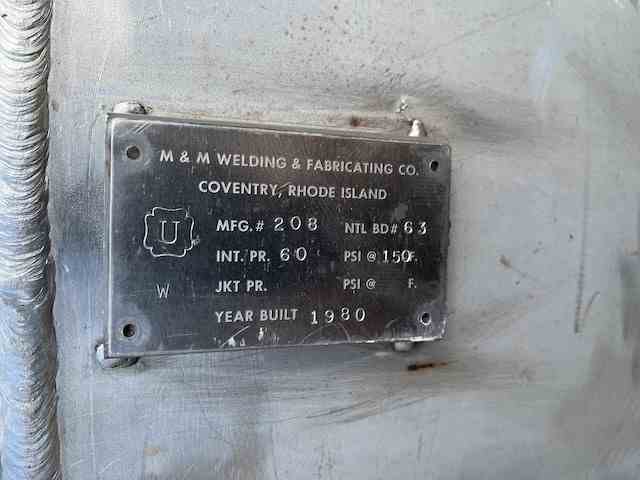 M & M WELDING & FABRICATING CO.
COVENTRY, RHODE ISLAND
U
MFG.# 208 NTL BD# 63
INT. PR. 60 PSI @ 150F.
W
JKT PR. PSI @ F.
YEAR BUILT 1980